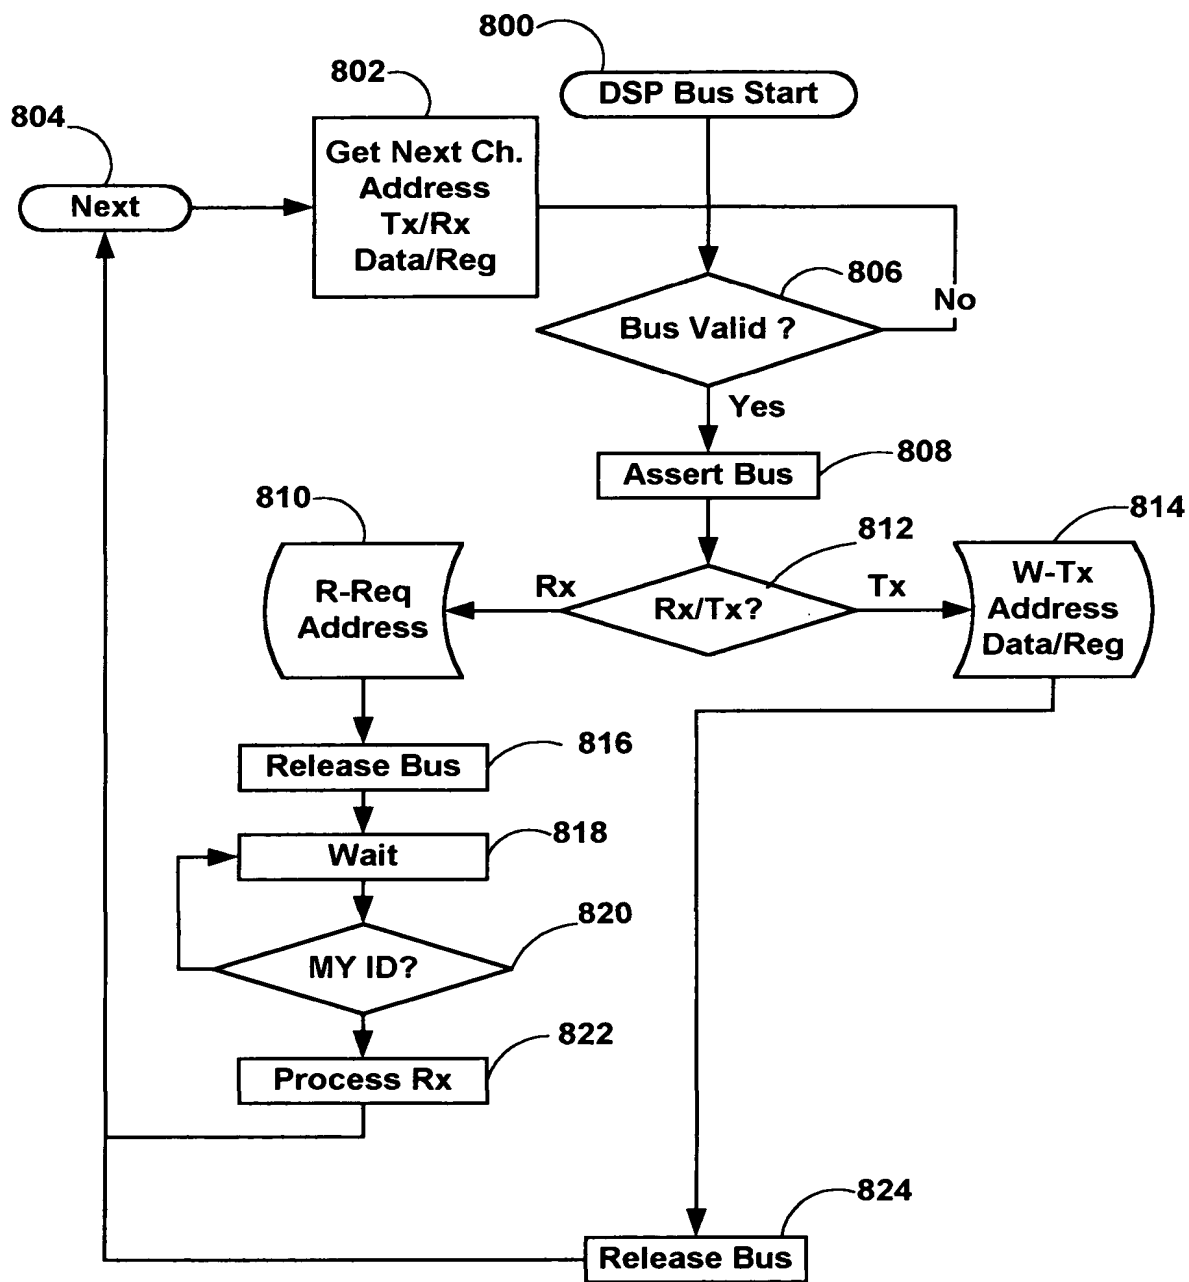 800
DSP Bus Start
802
Get Next Ch.
Address
Tx/Rx
Data/Reg
804
Next
806
Bus Valid ?
No
Yes
808
Assert Bus
810
R-Req
Address
812
Rx
Rx/Tx?
Tx
814
W-Tx
Address
Data/Reg
816
Release Bus
818
Wait
820
MY ID?
822
Process Rx
824
Release Bus